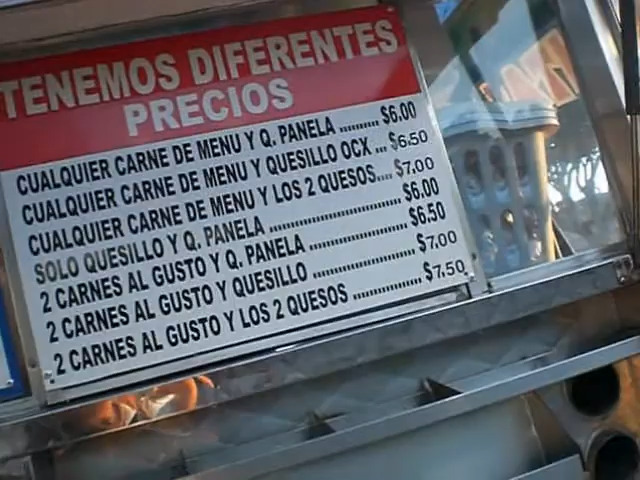 TENEMOS DIFERENTES
PRECIOS
CUALQUIER CARNE DE MENU Y Q. PANELA ......... $6.00
CUALQUIER CARNE DE MENU Y QUESILLO OCX ... $6.50
CUALQUIER CARNE DE MENU Y LOS 2 QUESOS.... $7.00
SOLO QUESILLO Y Q. PANELA ................................ $6.00
2 CARNES AL GUSTO Y Q. PANELA ........................ $6.50
2 CARNES AL GUSTO Y QUESILLO ........................ $7.00
2 CARNES AL GUSTO Y LOS 2 QUESOS ................ $7.50